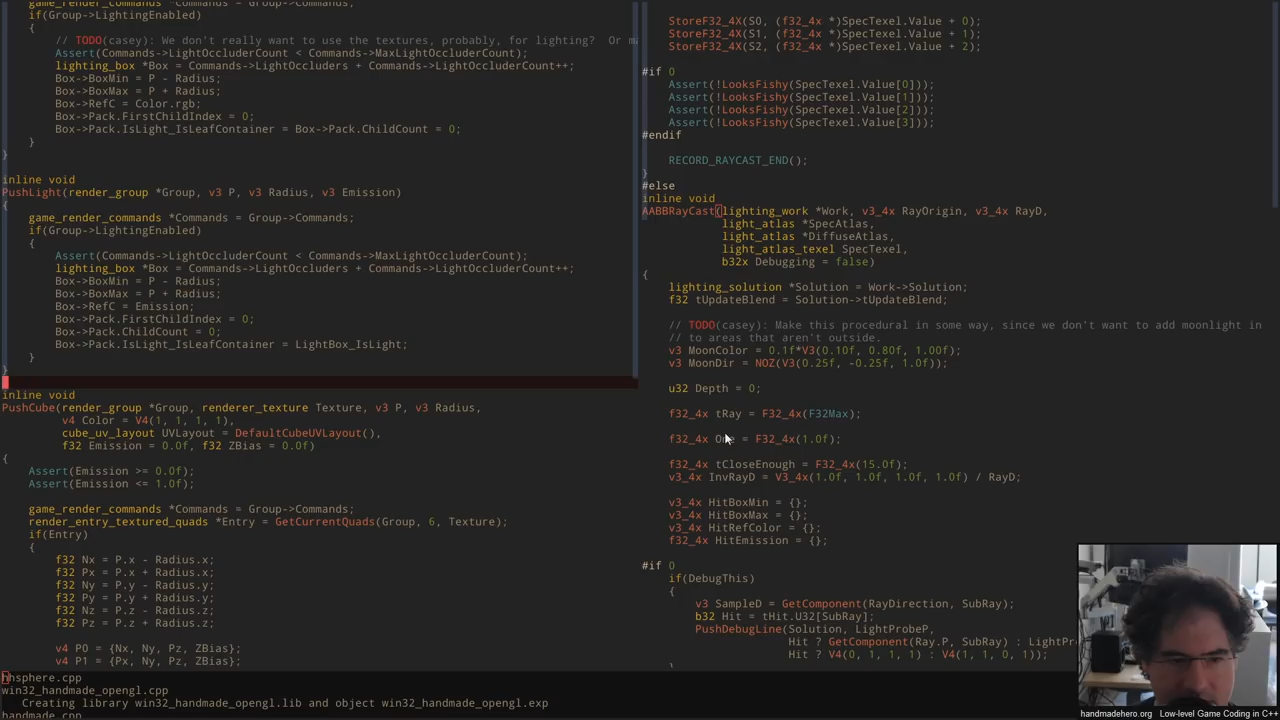 game_render_commands *Commands = Group->Commands;
if(Group->LightingEnabled)
{
// TODO(casey): We don't really want to use the textures, probably, for lighting?  Or
Assert(Commands->LightOccluderCount < Commands->MaxLightOccluderCount);
lighting_box *Box = Commands->LightOccluders + Commands->LightOccluderCount++;
Box->BoxMin = P - Radius;
Box->BoxMax = P + Radius;
Box->RefC = Color.rgb;
Box->Pack.FirstChildIndex = 0;
Box->Pack.IsLight_IsLeafContainer = Box->Pack.ChildCount = 0;
}
}
inline void
PushLight(render_group *Group, v3 P, v3 Radius, v3 Emission)
{
game_render_commands *Commands = Group->Commands;
if(Group->LightingEnabled)
{
Assert(Commands->LightOccluderCount < Commands->MaxLightOccluderCount);
lighting_box *Box = Commands->LightOccluders + Commands->LightOccluderCount++;
Box->BoxMin = P - Radius;
Box->BoxMax = P + Radius;
Box->RefC = Emission;
Box->Pack.FirstChildIndex = 0;
Box->Pack.ChildCount = 0;
Box->Pack.IsLight_IsLeafContainer = LightBox_IsLight;
}
}
inline void
PushCube(render_group *Group, renderer_texture Texture, v3 P, v3 Radius,
v4 Color = V4(1, 1, 1, 1),
cube_uv_layout UVLayout = DefaultCubeUVLayout(),
f32 Emission = 0.0f, f32 ZBias = 0.0f)
{
Assert(Emission >= 0.0f);
Assert(Emission <= 1.0f);
game_render_commands *Commands = Group->Commands;
render_entry_textured_quads *Entry = GetCurrentQuads(Group, 6, Texture);
if(Entry)
{
f32 Nx = P.x - Radius.x;
f32 Px = P.x + Radius.x;
f32 Ny = P.y - Radius.y;
f32 Py = P.y + Radius.y;
f32 Nz = P.z - Radius.z;
f32 Pz = P.z + Radius.z;
v4 P0 = {Nx, Ny, Pz, ZBias};
v4 P1 = {Px, Ny, Pz, ZBias};
StoreF32_4X(S0, (f32_4x *)SpecTexel.Value + 0);
StoreF32_4X(S1, (f32_4x *)SpecTexel.Value + 1);
StoreF32_4X(S2, (f32_4x *)SpecTexel.Value + 2);
#if 0
Assert(!LooksFishy(SpecTexel.Value[0]));
Assert(!LooksFishy(SpecTexel.Value[1]));
Assert(!LooksFishy(SpecTexel.Value[2]));
Assert(!LooksFishy(SpecTexel.Value[3]));
#endif
RECORD_RAYCAST_END();
}
#else
inline void
AABBRayCast(lighting_work *Work, v3_4x RayOrigin, v3_4x RayD,
light_atlas *SpecAtlas,
light_atlas *DiffuseAtlas,
light_atlas_texel SpecTexel,
b32x Debugging = false)
{
lighting_solution *Solution = Work->Solution;
f32 tUpdateBlend = Solution->tUpdateBlend;
// TODO(casey): Make this procedural in some way, since we don't want to add moonlight in
// to areas that aren't outside.
v3 MoonColor = 0.1f*V3(0.10f, 0.80f, 1.00f);
v3 MoonDir = NOZ(V3(0.25f, -0.25f, 1.0f));
u32 Depth = 0;
f32_4x tRay = F32_4x(F32Max);
f32_4x One = F32_4x(1.0f);
f32_4x tCloseEnough = F32_4x(15.0f);
v3_4x InvRayD = V3_4x(1.0f, 1.0f, 1.0f, 1.0f) / RayD;
v3_4x HitBoxMin = {};
v3_4x HitBoxMax = {};
v3_4x HitRefColor = {};
f32_4x HitEmission = {};
#if 0
if(DebugThis)
{
v3 SampleD = GetComponent(RayDirection, SubRay);
b32 Hit = tHit.U32[SubRay];
PushDebugLine(Solution, LightProbeP,
Hit ? GetComponent(Ray.P, SubRay) :
Hit ? V4(0, 1, 1, 1) : V4(1, 1, 0, 1));
}
hhsphere.cpp
win32_handmade_opengl.cpp
Creating library win32_handmade_opengl.lib and object win32_handmade_opengl.exp
handmade.cpp
handmadehero.org | Low-level Game Coding in C++